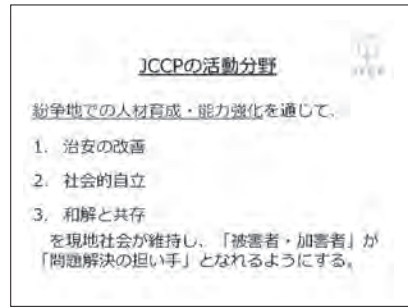 JCCPの活動分野
紛争地での人材育成・能力強化を通じて、
1. 治安の改善
2. 社会的自立
3. 和解と共存
を現地社会が維持し、「被害者・加害者」が
「問題解決の担い手」となれるようにする。